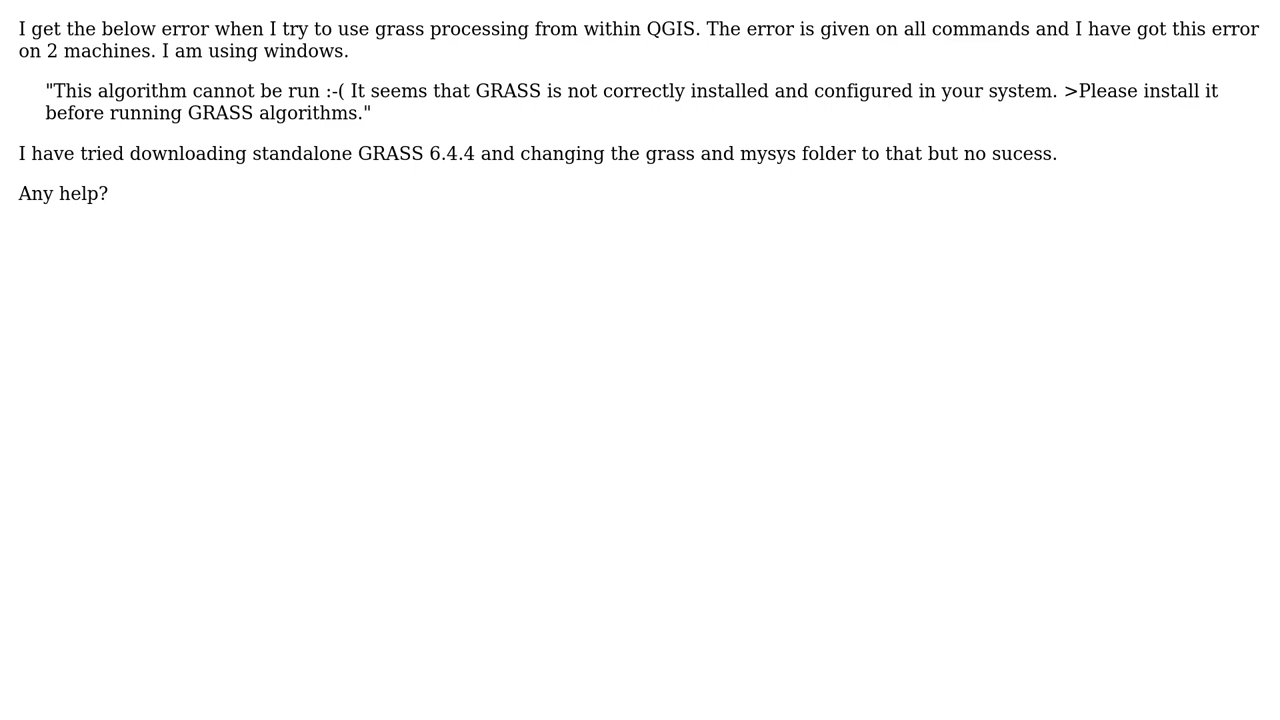 I get the below error when I try to use grass processing from within QGIS. The error is given on all commands and I have got this error
on 2 machines. I am using windows.
"This algorithm cannot be run :-( It seems that GRASS is not correctly installed and configured in your system. >Please install it
before running GRASS algorithms."
I have tried downloading standalone GRASS 6.4.4 and changing the grass and mysys folder to that but no sucess.
Any help?